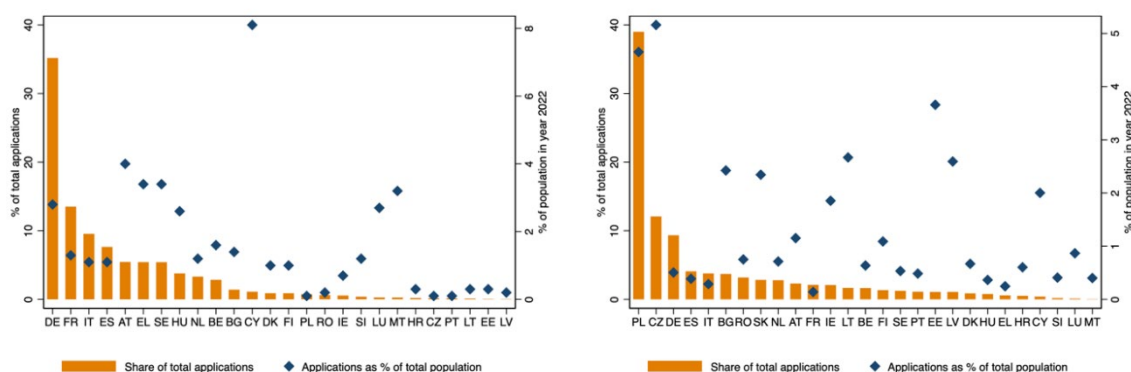 % of total applications
40
30
20
10
0
8
6
4
2
0
% of population in year 2022
DE FR IT ES AT EL SE HU NL BE BG CY DK FI PL RO IE SI LU MT HR CZ PT LT EE LV
Share of total applications Applications as % of total population
% of total applications
40
30
20
10
0
5
4
3
2
1
0
% of population in year 2022
PL CZ DE ES IT BG RO SK NL AT FR IE LT BE FI SE PT EE LV DK HU EL HR CY SI LU MT
Share of total applications Applications as % of total population